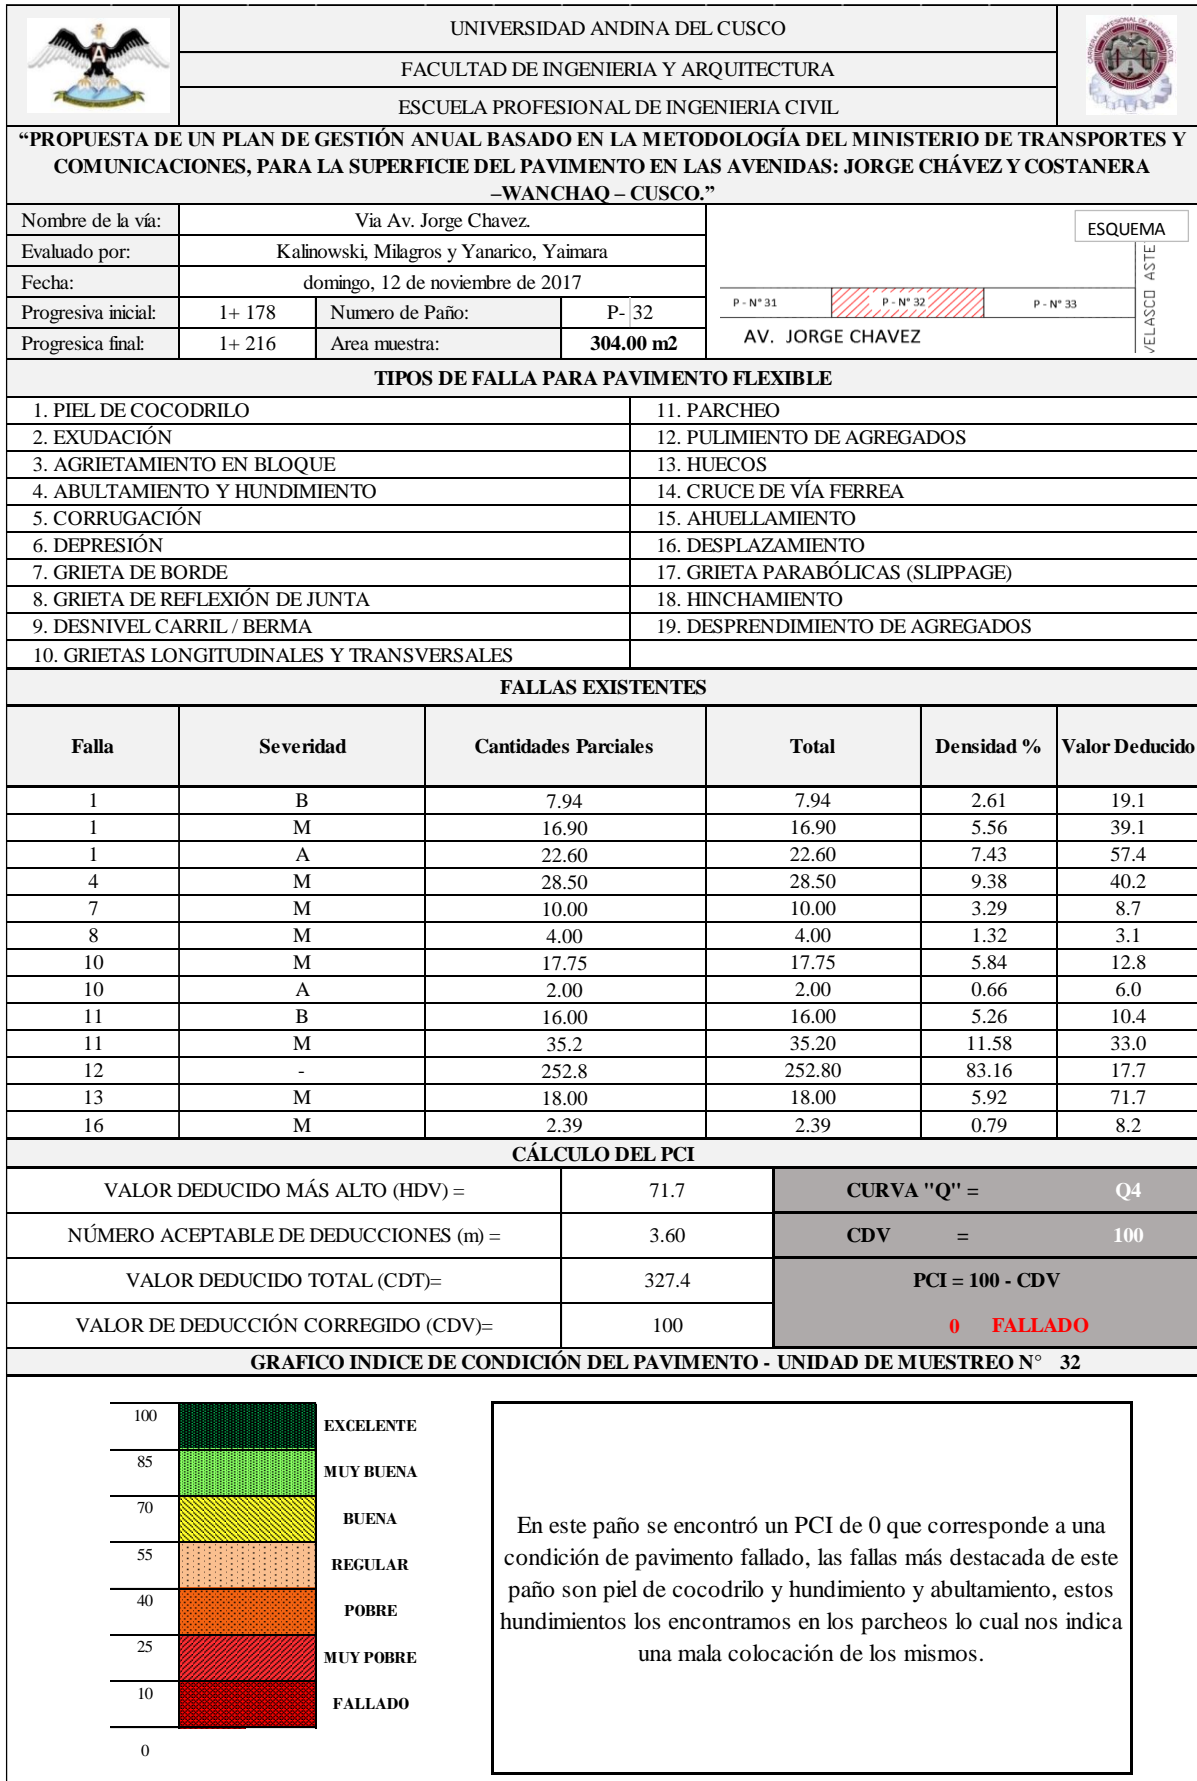 UNIVERSIDAD ANDINA DEL CUSCO
FACULTAD DE INGENIERIA Y ARQUITECTURA
ESCUELA PROFESIONAL DE INGENIERIA CIVIL
“PROPUESTA DE UN PLAN DE GESTIÓN ANUAL BASADO EN LA METODOLOGÍA DEL MINISTERIO DE TRANSPORTES Y
COMUNICACIONES, PARA LA SUPERFICIE DEL PAVIMENTO EN LAS AVENIDAS: JORGE CHÁVEZ Y COSTANERA
–WANCHAQ – CUSCO.”
Nombre de la vía: Via Av. Jorge Chavez.
Evaluado por: Kalinowski, Milagros y Yanarico, Yaimara
Fecha: domingo, 12 de noviembre de 2017
Progresiva inicial: 1+ 178 Numero de Paño: P- 32
Progresica final: 1+ 216 Area muestra: 304.00 m2
ESQUEMA
P - N° 31 P - N° 32 P - N° 33
AV. JORGE CHAVEZ
VELASCO ASTE
TIPOS DE FALLA PARA PAVIMENTO FLEXIBLE
1. PIEL DE COCODRILO 11. PARCHEO
2. EXUDACIÓN 12. PULIMIENTO DE AGREGADOS
3. AGRIETAMIENTO EN BLOQUE 13. HUECOS
4. ABULTAMIENTO Y HUNDIMIENTO 14. CRUCE DE VÍA FERREA
5. CORRUGACIÓN 15. AHUELLAMIENTO
6. DEPRESIÓN 16. DESPLAZAMIENTO
7. GRIETA DE BORDE 17. GRIETA PARABÓLICAS (SLIPPAGE)
8. GRIETA DE REFLEXIÓN DE JUNTA 18. HINCHAMIENTO
9. DESNIVEL CARRIL / BERMA 19. DESPRENDIMIENTO DE AGREGADOS
10. GRIETAS LONGITUDINALES Y TRANSVERSALES
FALLAS EXISTENTES
Falla Severidad Cantidades Parciales Total Densidad % Valor Deducido
1 B 7.94 7.94 2.61 19.1
1 M 16.90 16.90 5.56 39.1
1 A 22.60 22.60 7.43 57.4
4 M 28.50 28.50 9.38 40.2
7 M 10.00 10.00 3.29 8.7
8 M 4.00 4.00 1.32 3.1
10 M 17.75 17.75 5.84 12.8
10 A 2.00 2.00 0.66 6.0
11 B 16.00 16.00 5.26 10.4
11 M 35.2 35.20 11.58 33.0
12 - 252.8 252.80 83.16 17.7
13 M 18.00 18.00 5.92 71.7
16 M 2.39 2.39 0.79 8.2
CÁLCULO DEL PCI
VALOR DEDUCIDO MÁS ALTO (HDV) = 71.7 CURVA "Q" = Q4
NÚMERO ACEPTABLE DE DEDUCCIONES (m) = 3.60 CDV = 100
VALOR DEDUCIDO TOTAL (CDT)= 327.4 PCI = 100 - CDV
VALOR DE DEDUCCIÓN CORREGIDO (CDV)= 100 0 FALLADO
GRAFICO INDICE DE CONDICIÓN DEL PAVIMENTO - UNIDAD DE MUESTREO N° 32
100
EXCELENTE
85
MUY BUENA
70
BUENA
55
REGULAR
40
POBRE
25
MUY POBRE
10
FALLADO
0
En este paño se encontró un PCI de 0 que corresponde a una
condición de pavimento fallado, las fallas más destacada de este
paño son piel de cocodrilo y hundimiento y abultamiento, estos
hundimientos los encontramos en los parcheos lo cual nos indica
una mala colocación de los mismos.